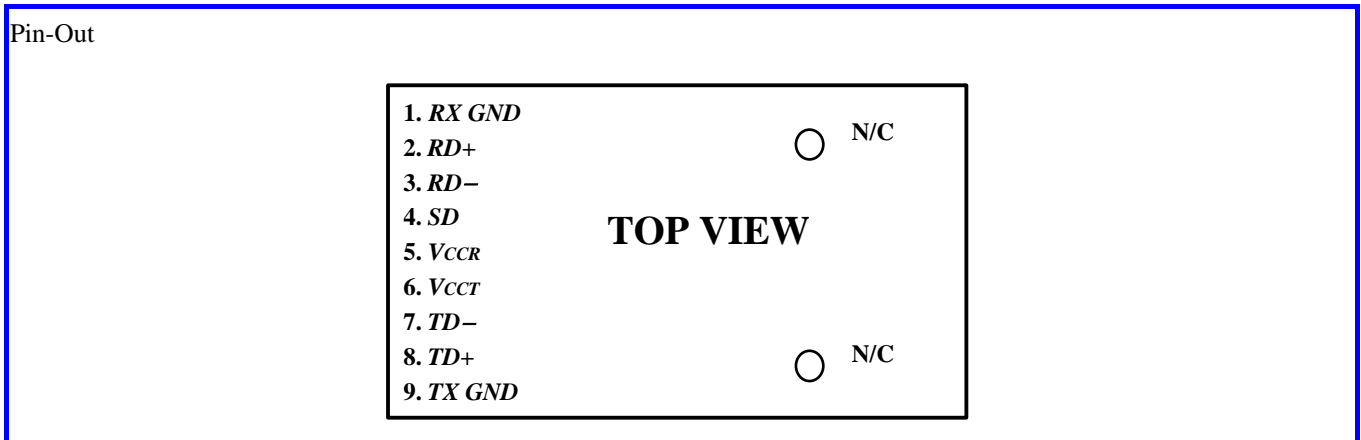 Pin-Out
1. RX GND
N/C
2. RD+
3. RD−
4. SD
TOP VIEW
5. VCCR
6. VCCT
7. TD−
8. TD+
N/C
9. TX GND